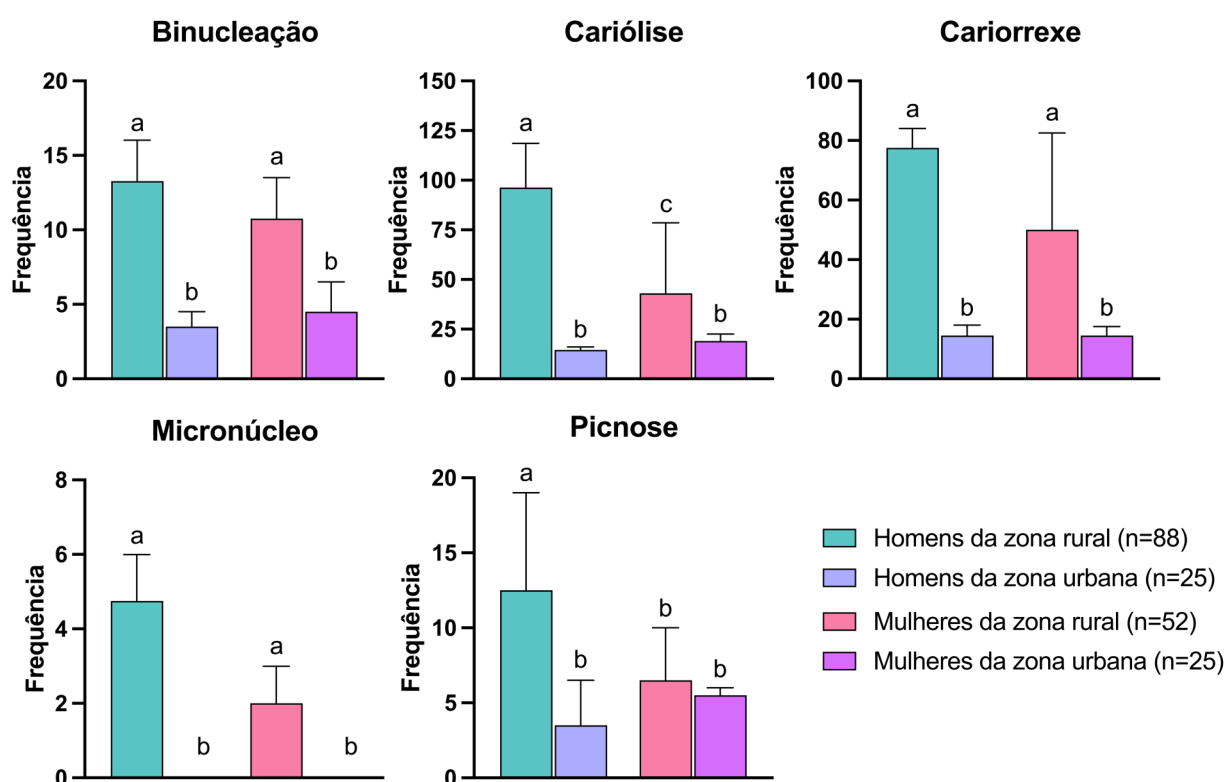 Binucleação
Cariólise
Cariorrexe
Frequência
20
15
10
5
0
a
b
a
b
Frequência
150
125
100
75
50
25
0
a
b
c
b
Frequência
100
80
60
40
20
0
a
b
a
b
Micronúcleo
Picnose
Frequência
8
6
4
2
0
a
b
a
b
Frequência
20
15
10
5
0
a
b
b
b
Homens da zona rural (n=88)
Homens da zona urbana (n=25)
Mulheres da zona rural (n=52)
Mulheres da zona urbana (n=25)